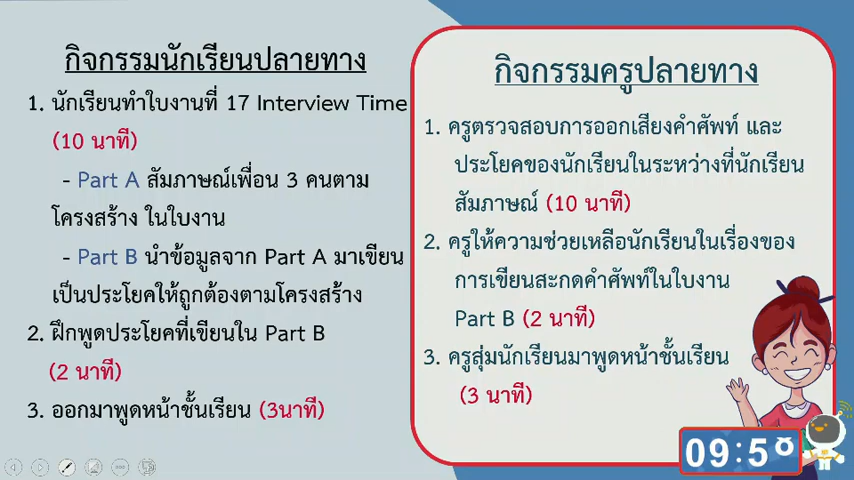 กิจกรรมนักเรียนปลายทาง
1. นักเรียนทำใบงานที่ 17 Interview Time
(10 นาที)
- Part A สัมภาษณ์เพื่อน 3 คนตาม
โครงสร้าง ในใบงาน
- Part B นำข้อมูลจาก Part A มาเขียน
เป็นประโยคให้ถูกต้องตามโครงสร้าง
2. ฝึกพูดประโยคที่เขียนใน Part B
(2 นาที)
3. ออกมาพูดหน้าชั้นเรียน (3นาที)
กิจกรรมครูปลายทาง
1. ครูตรวจสอบการออกเสียงคำศัพท์ และ
ประโยคของนักเรียนในระหว่างที่นักเรียน
สัมภาษณ์ (10 นาที)
2. ครูให้ความช่วยเหลือนักเรียนในเรื่องของ
การเขียนสะกดคำศัพท์ในใบงาน
Part B (2 นาที)
3. ครูสุ่มนักเรียนมาพูดหน้าชั้นเรียน
(3 นาที)